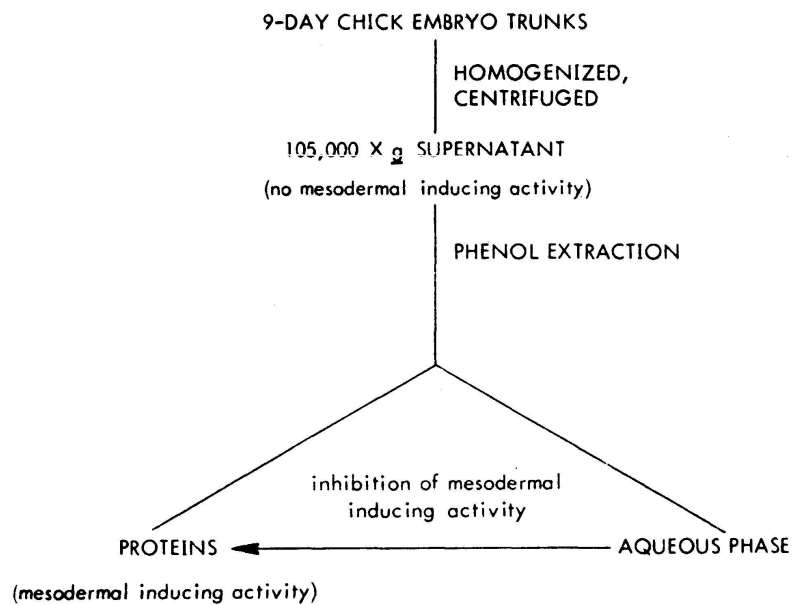 9-DAY CHICK EMBRYO TRUNKS
HOMOGENIZED,
CENTRIFUGED
105,000 X g SUPERNATANT
(no mesodermal inducing activity)
PHENOL EXTRACTION
inhibition of mesodermal
inducing activity
PROTEINS
AQUEOUS PHASE
(mesodermal inducing activity)